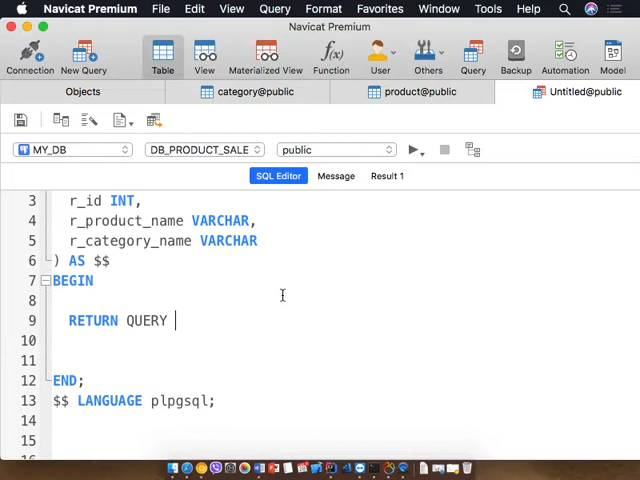 Navicat Premium File Edit View Query Format Favorites Window Tools Help
Navicat Premium
Connection New Query Table View Materialized View Function User Others Query Backup Automation Model
Objects category@public product@public Untitled@public
MY_DB DB_PRODUCT_SALE public
SQL Editor Message Result 1
3 r_id INT,
4 r_product_name VARCHAR,
5 r_category_name VARCHAR
6 ) AS $$
7 BEGIN
8
9 RETURN QUERY
10
11
12 END;
13 $$ LANGUAGE plpgsql;
14
15
16